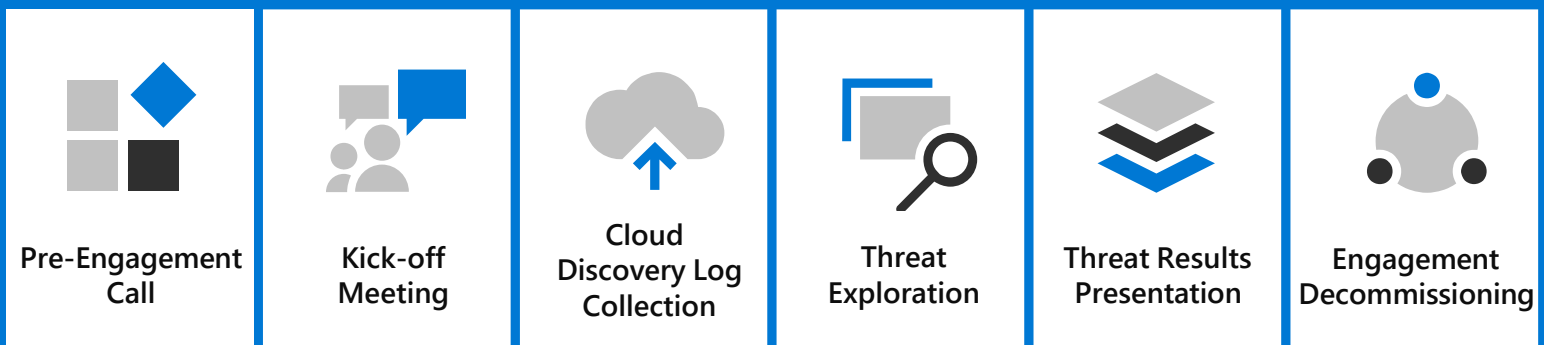 Pre-Engagement
Call
Kick-off
Meeting
Cloud
Discovery Log
Collection
Threat
Exploration
Threat Results
Presentation
Engagement
Decommissioning